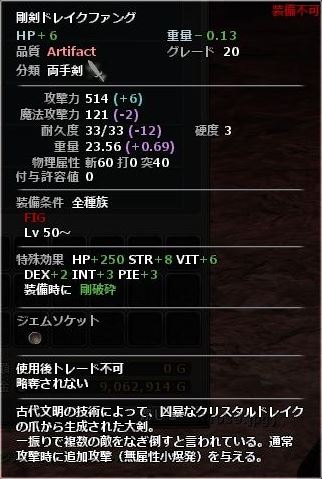 剛剣ドレイクファング
装備不可
HP+6 重量-0.13
品質 Artifact グレード 20
分類 両手剣
攻撃力 514 (+6)
魔法攻撃力 121 (-2)
耐久度 33/33 (-12) 硬度 3
重量 23.56 (+0.69)
物理属性 斬60 打0 突40
付与許容値 0
装備条件 全種族
FIG
Lv 50～
特殊効果 HP+250 STR+8 VIT+6
DEX+2 INT+3 PIE+3
装備時に 剛破砕
ジェムソケット
使用後トレード不可 0 G
略奪されない 9,062,914 G
古代文明の技術によって、凶暴なクリスタルドレイク
の爪から生成された大剣。
一振りで複数の敵をなぎ倒すと言われている。通常
攻撃時に追加攻撃（無属性小爆発）を与える。